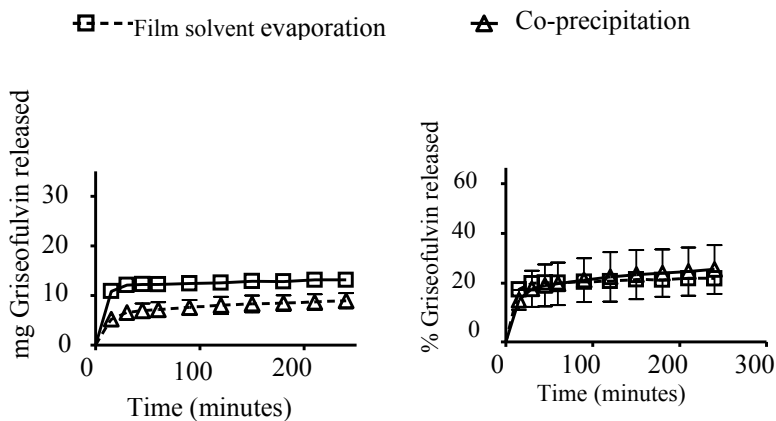 Film solvent evaporation
Co-precipitation
mg Griseofulvin released
30
20
10
0
0
100
200
Time (minutes)
% Griseofulvin released
60
40
20
0
0
100
200
300
Time (minutes)